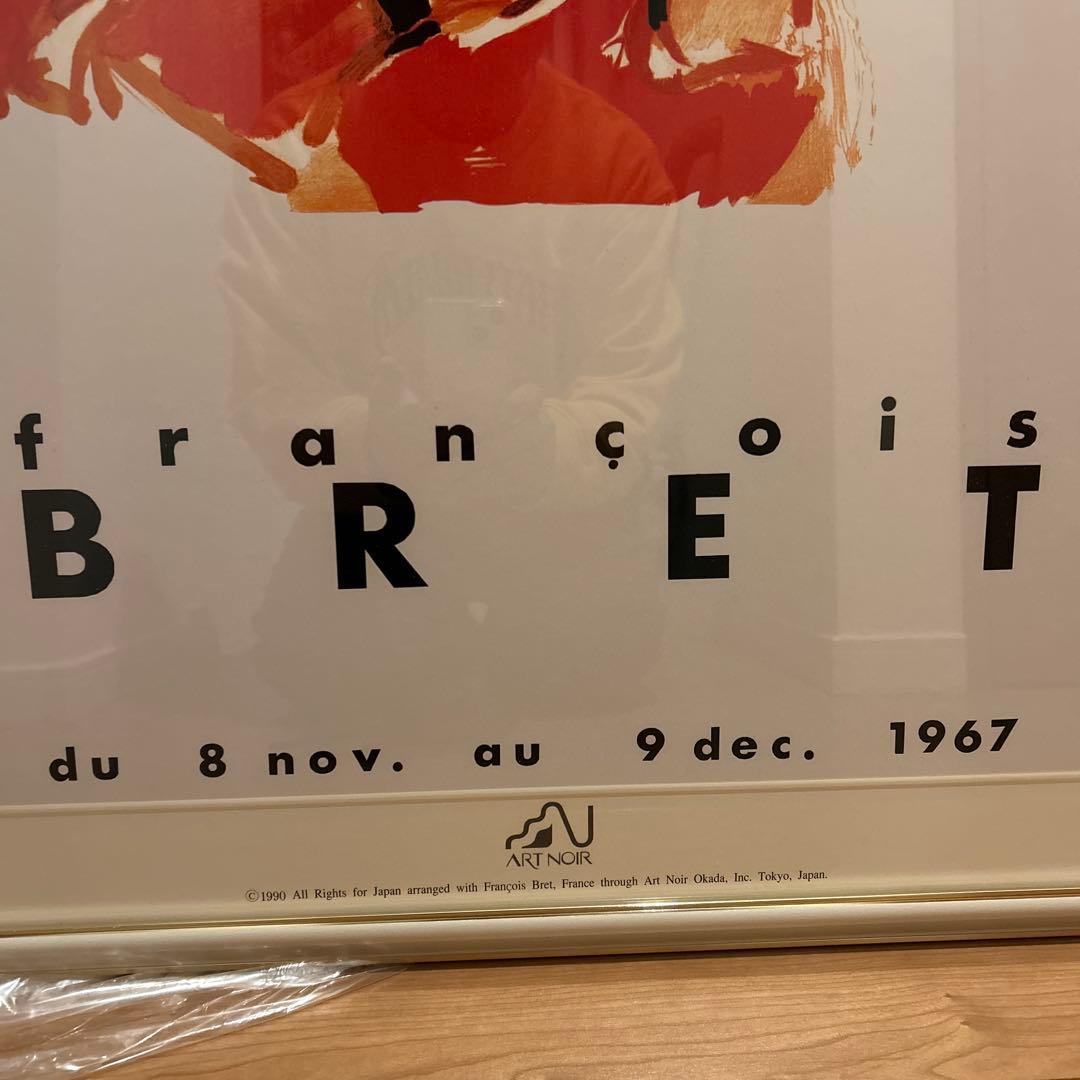 françois
BRET
du 8 nov. au 9 dec. 1967
ART NOIR
©1990 All Rights for Japan arranged with François Bret, France through Art Noir Okada, Inc. Tokyo, Japan.